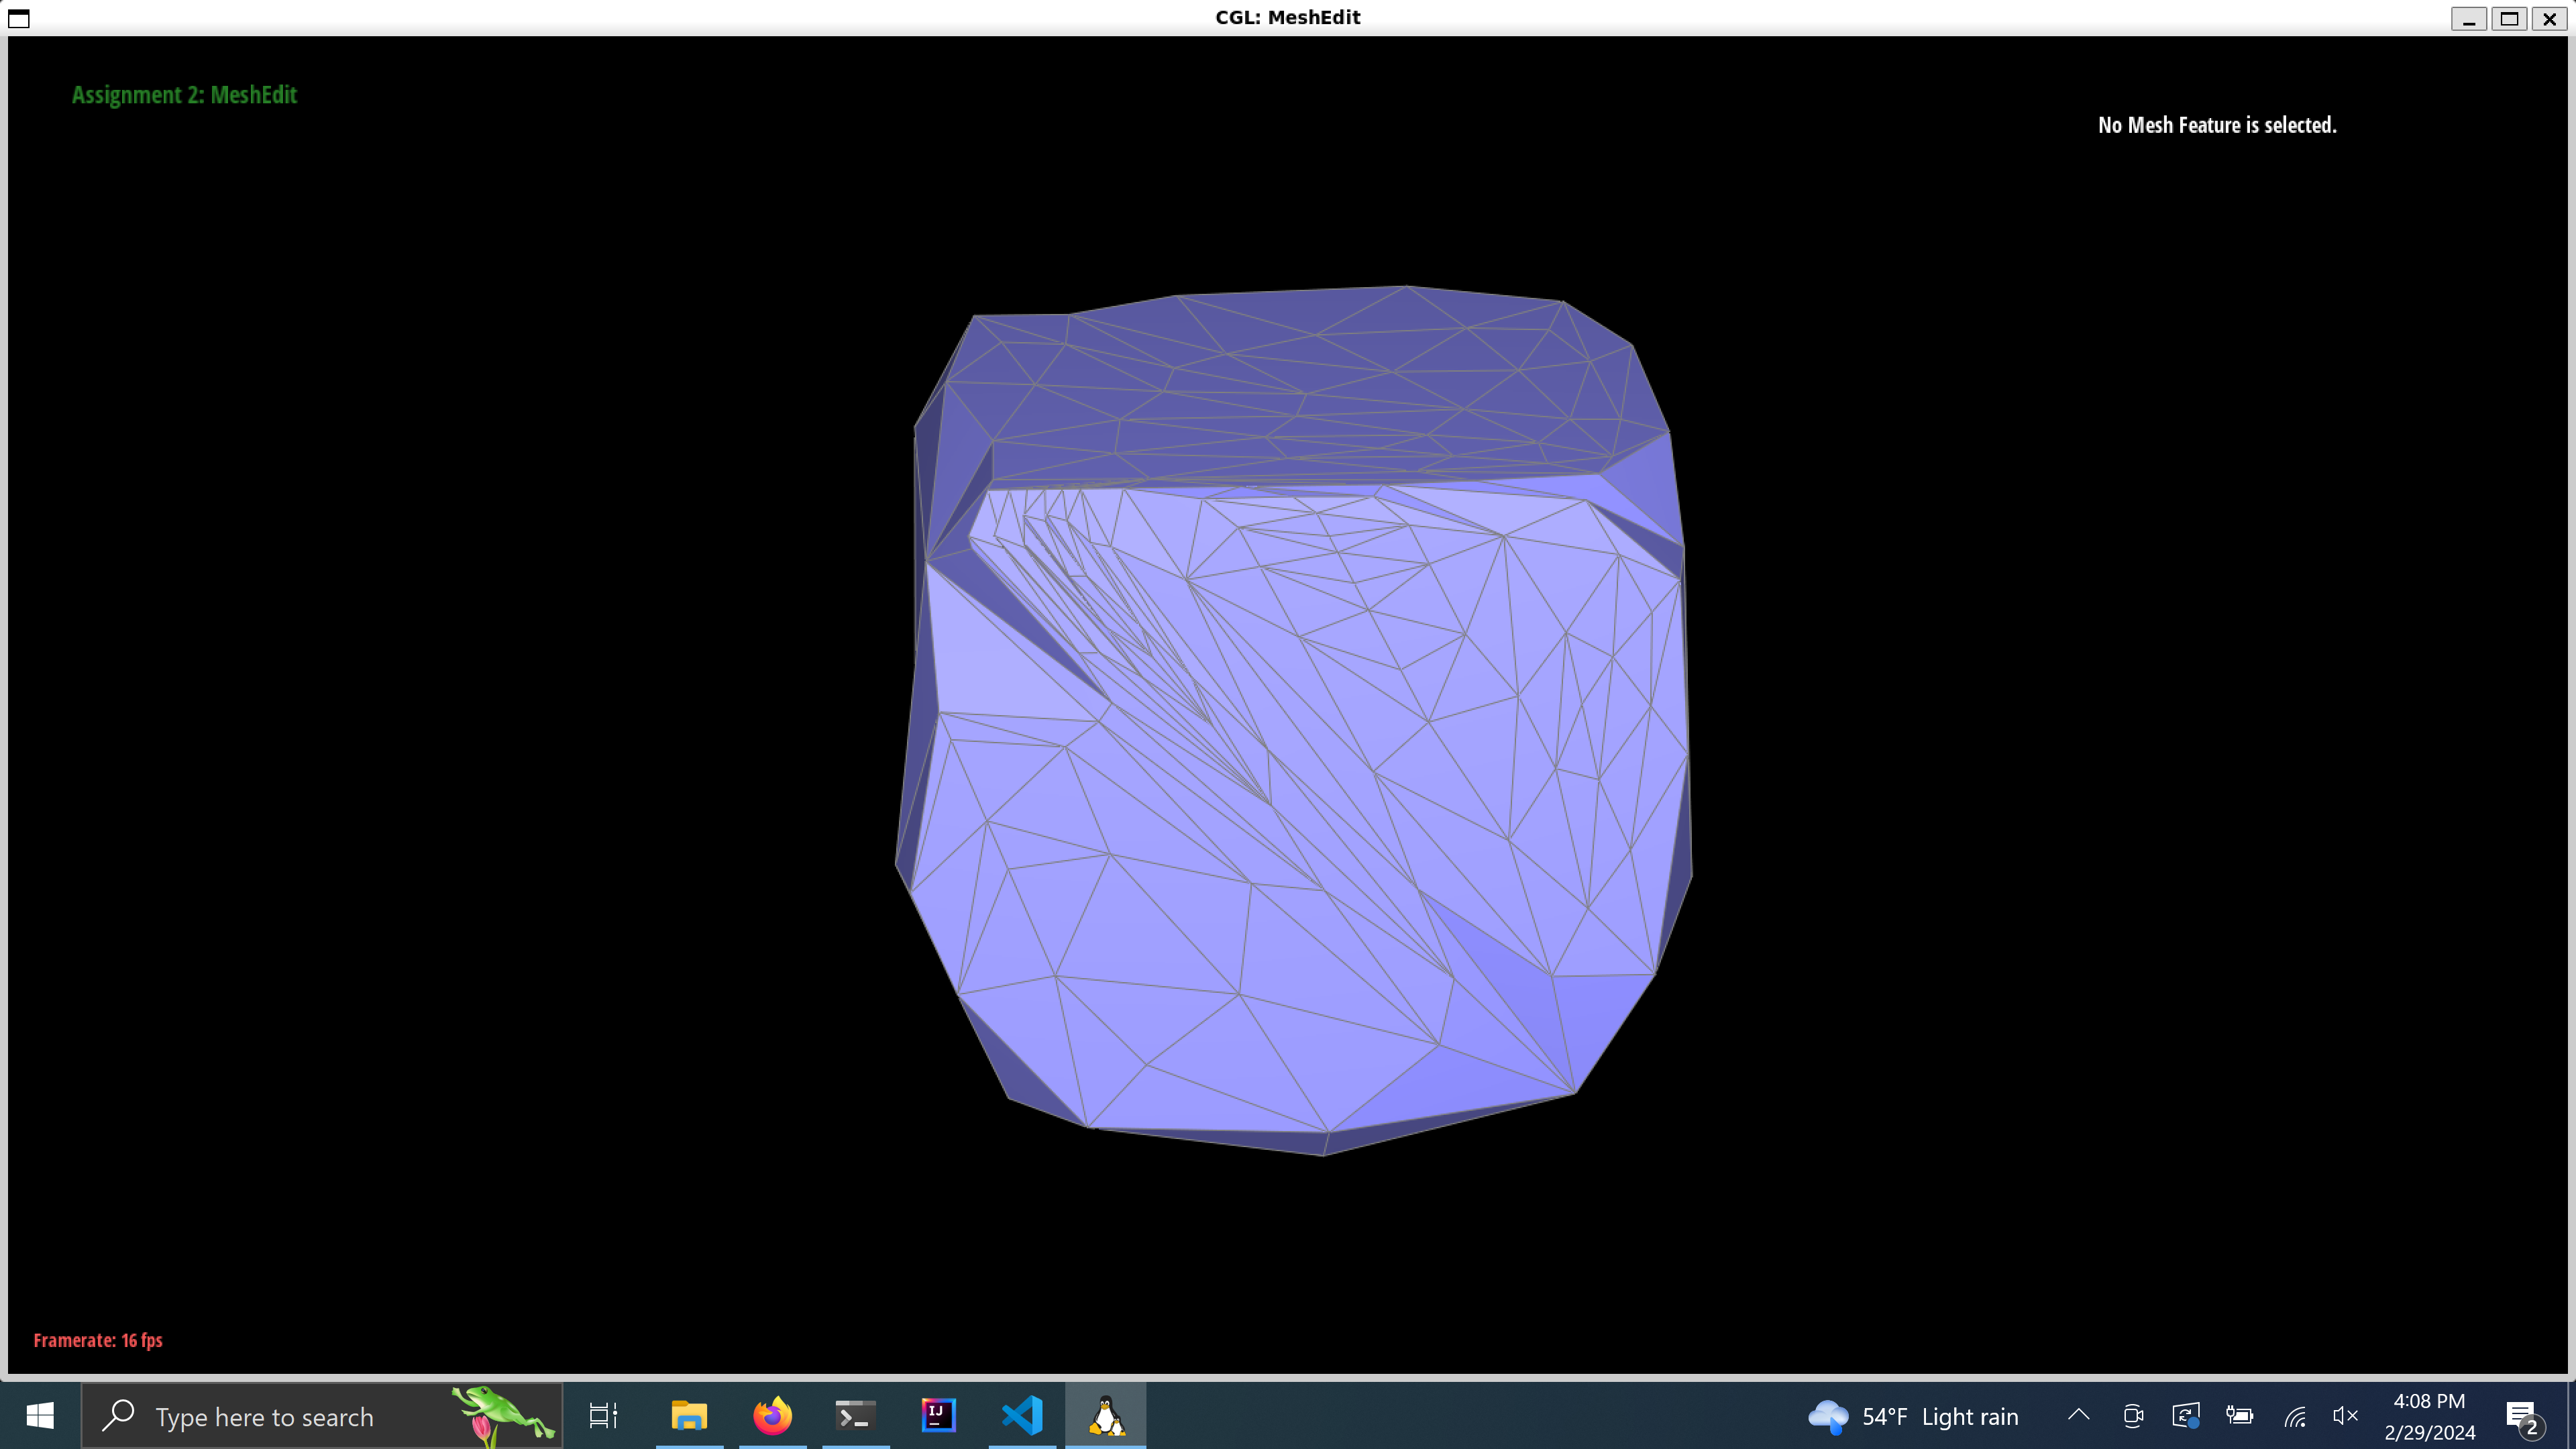 CGL: MeshEdit
Assignment 2: MeshEdit
No Mesh Feature is selected.
Framerate: 16 fps
Type here to search
IJ
54°F Light rain
4:08 PM
2/29/2024
2